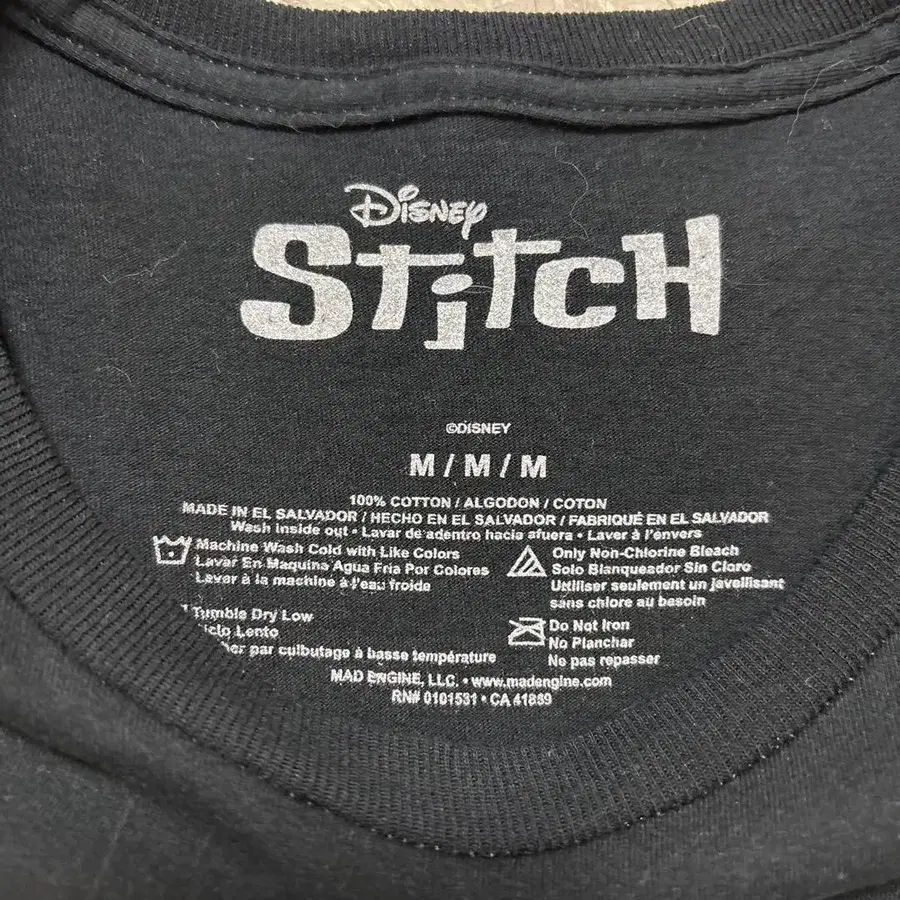 Disney
Stitch
©DISNEY
M / M / M
100% COTTON / ALGODON / COTON
MADE IN EL SALVADOR / HECHO EN EL SALVADOR / FABRIQUÉ EN EL SALVADOR
Wash inside out • Lavar de adentro hacia afuera • Laver à l'envers
Machine Wash Cold with Like Colors
Lavar En Maquina Agua Fria Por Colores
Laver à la machine à l'eau froide
Only Non-Chlorine Bleach
Solo Blanqueador Sin Cloro
Utiliser seulement un javellisant
sans chlore au besoin
Tumble Dry Low
Lento
par culbutage à basse température
Do Not Iron
No Planchar
Ne pas repasser
MAD ENGINE, LLC. • www.madengine.com
RN# 0101531 • CA 41889